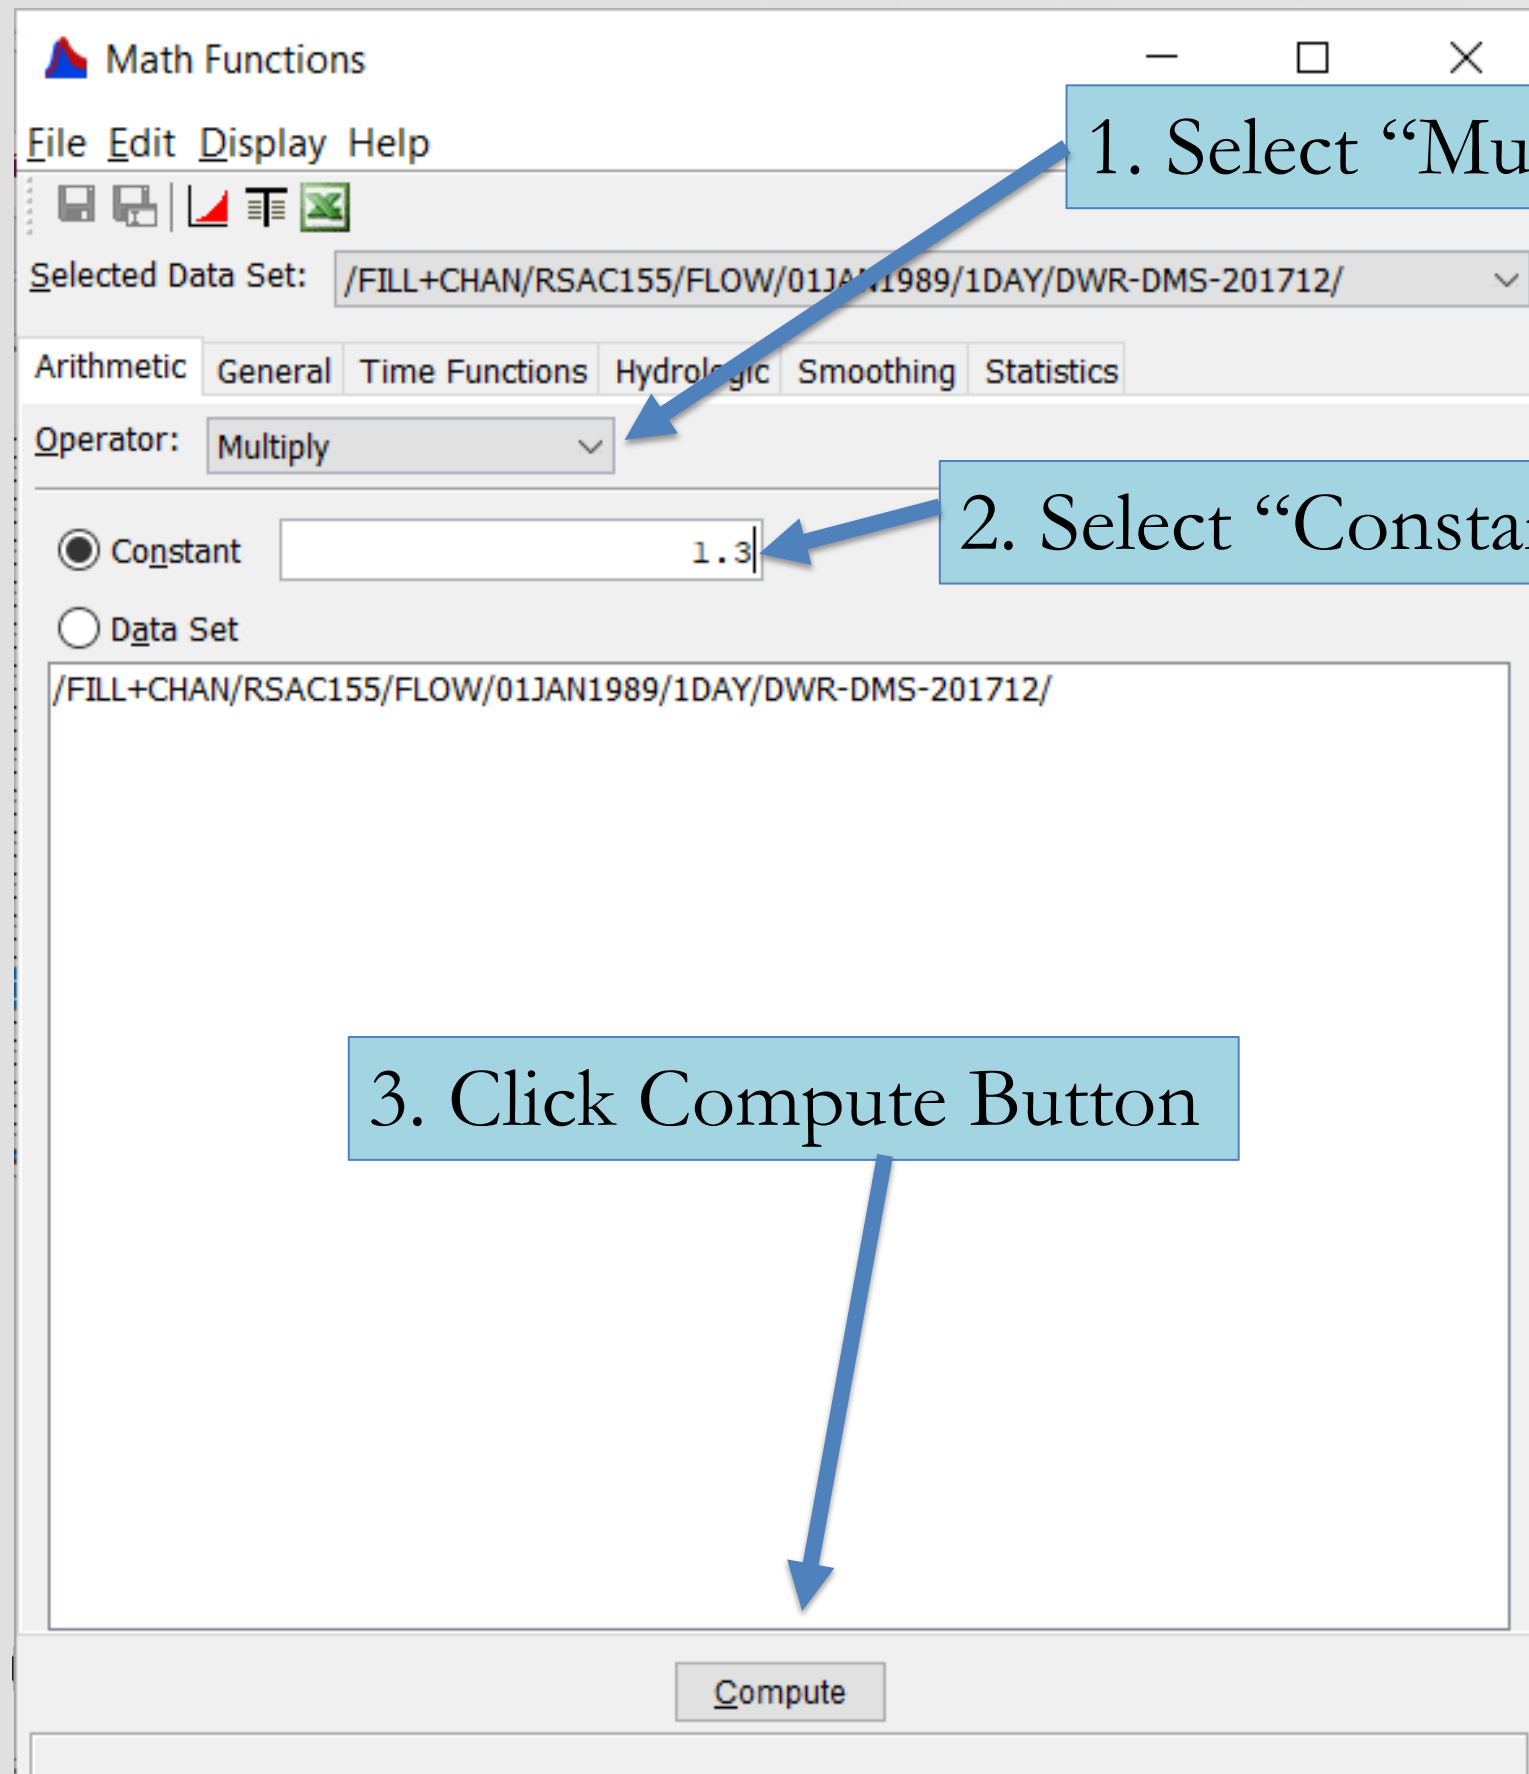 Math Functions
File Edit Display Help
1. Select “Mu
Selected Data Set: /FILL+CHAN/RSAC155/FLOW/01JAN1989/1DAY/DWR-DMS-201712/
Arithmetic General Time Functions Hydrologic Smoothing Statistics
Operator: Multiply
2. Select “Consta
Constant 1.3
Data Set
/FILL+CHAN/RSAC155/FLOW/01JAN1989/1DAY/DWR-DMS-201712/
3. Click Compute Button
Compute